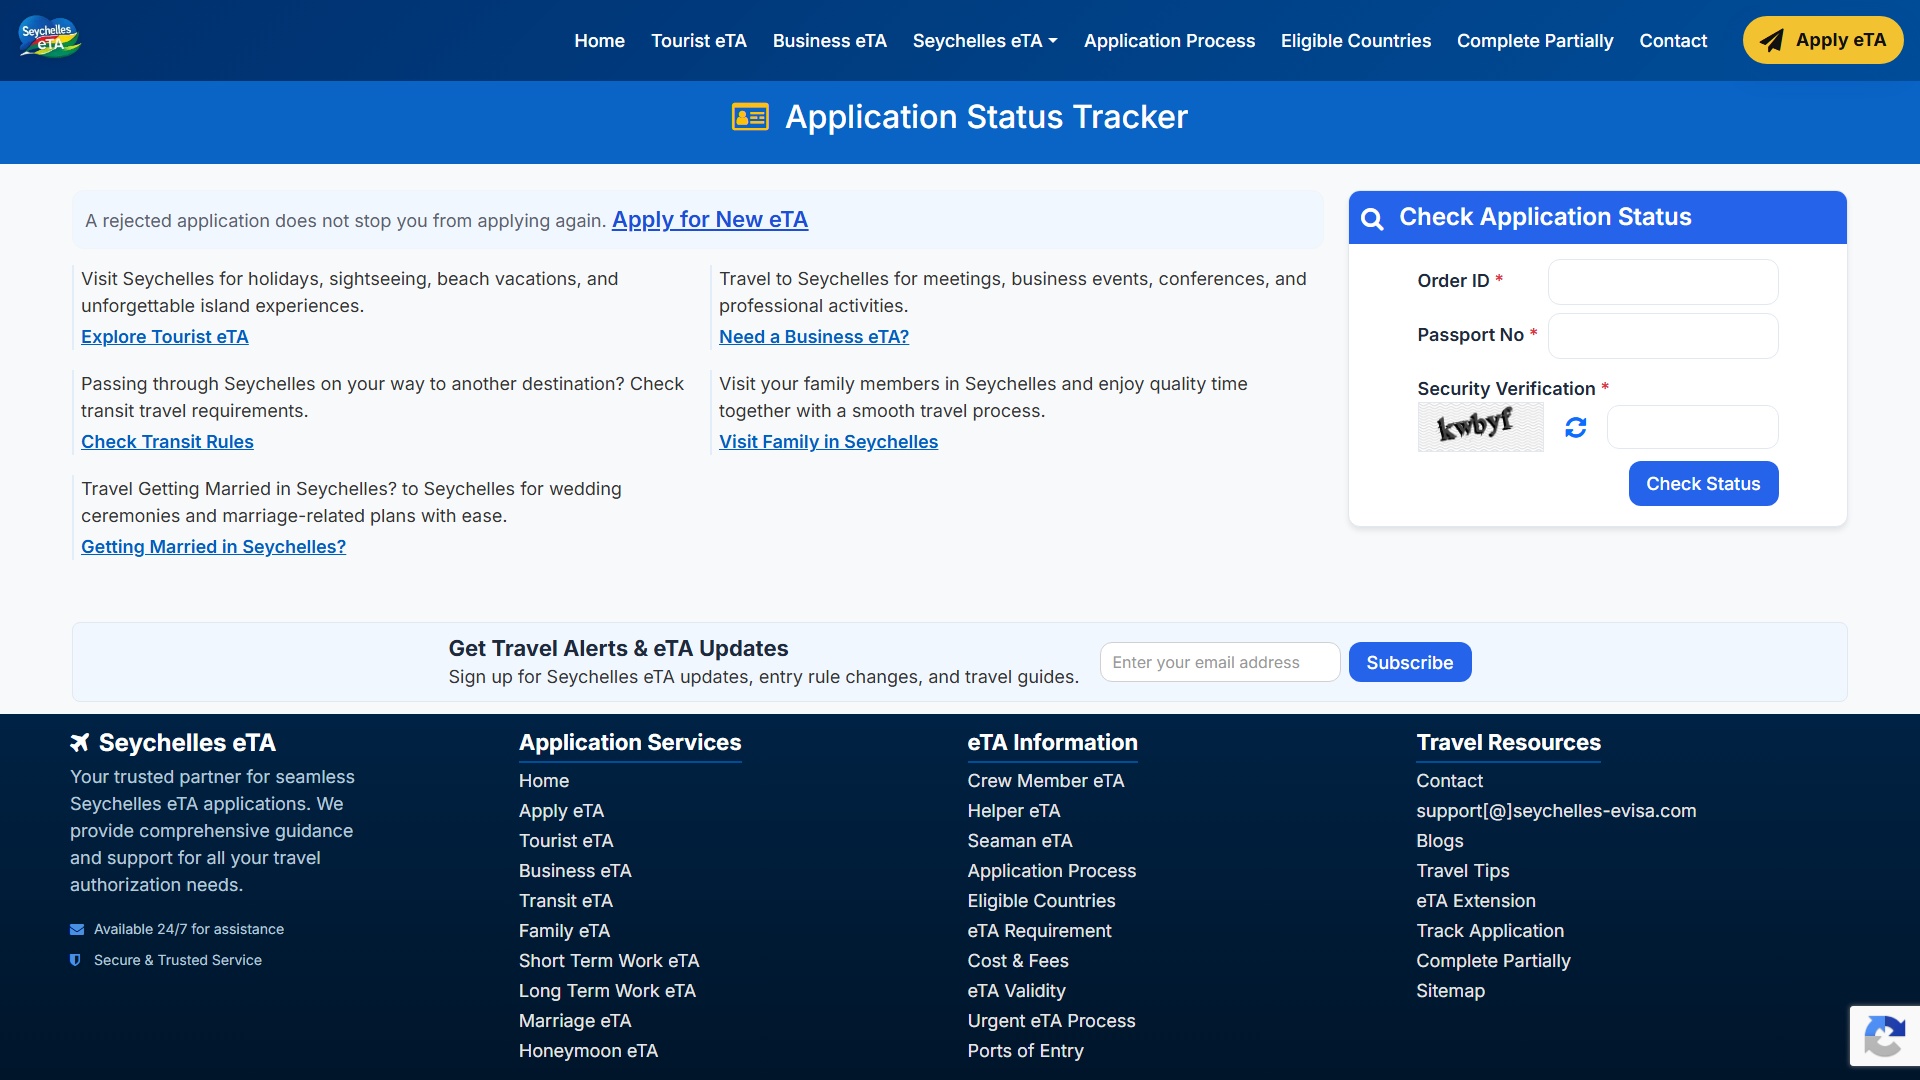 Seychelles
eTA
Home
Tourist eTA
Business eTA
Seychelles eTA
Application Process
Eligible Countries
Complete Partially
Contact
Apply eTA
Application Status Tracker
A rejected application does not stop you from applying again. Apply for New eTA
Visit Seychelles for holidays, sightseeing, beach vacations, and
unforgettable island experiences.
Explore Tourist eTA
Travel to Seychelles for meetings, business events, conferences, and
professional activities.
Need a Business eTA?
Passing through Seychelles on your way to another destination? Check
transit travel requirements.
Check Transit Rules
Visit your family members in Seychelles and enjoy quality time
together with a smooth travel process.
Visit Family in Seychelles
Travel Getting Married in Seychelles? to Seychelles for wedding
ceremonies and marriage-related plans with ease.
Getting Married in Seychelles?
Check Application Status
Order ID *
Passport No *
Security Verification *
kwbyf
Check Status
Get Travel Alerts & eTA Updates
Sign up for Seychelles eTA updates, entry rule changes, and travel guides.
Enter your email address
Subscribe
Seychelles eTA
Your trusted partner for seamless
Seychelles eTA applications. We
provide comprehensive guidance
and support for all your travel
authorization needs.
Available 24/7 for assistance
Secure & Trusted Service
Application Services
Home
Apply eTA
Tourist eTA
Business eTA
Transit eTA
Family eTA
Short Term Work eTA
Long Term Work eTA
Marriage eTA
Honeymoon eTA
eTA Information
Crew Member eTA
Helper eTA
Seaman eTA
Application Process
Eligible Countries
eTA Requirement
Cost & Fees
eTA Validity
Urgent eTA Process
Ports of Entry
Travel Resources
Contact
support[@]seychelles-evisa.com
Blogs
Travel Tips
eTA Extension
Track Application
Complete Partially
Sitemap